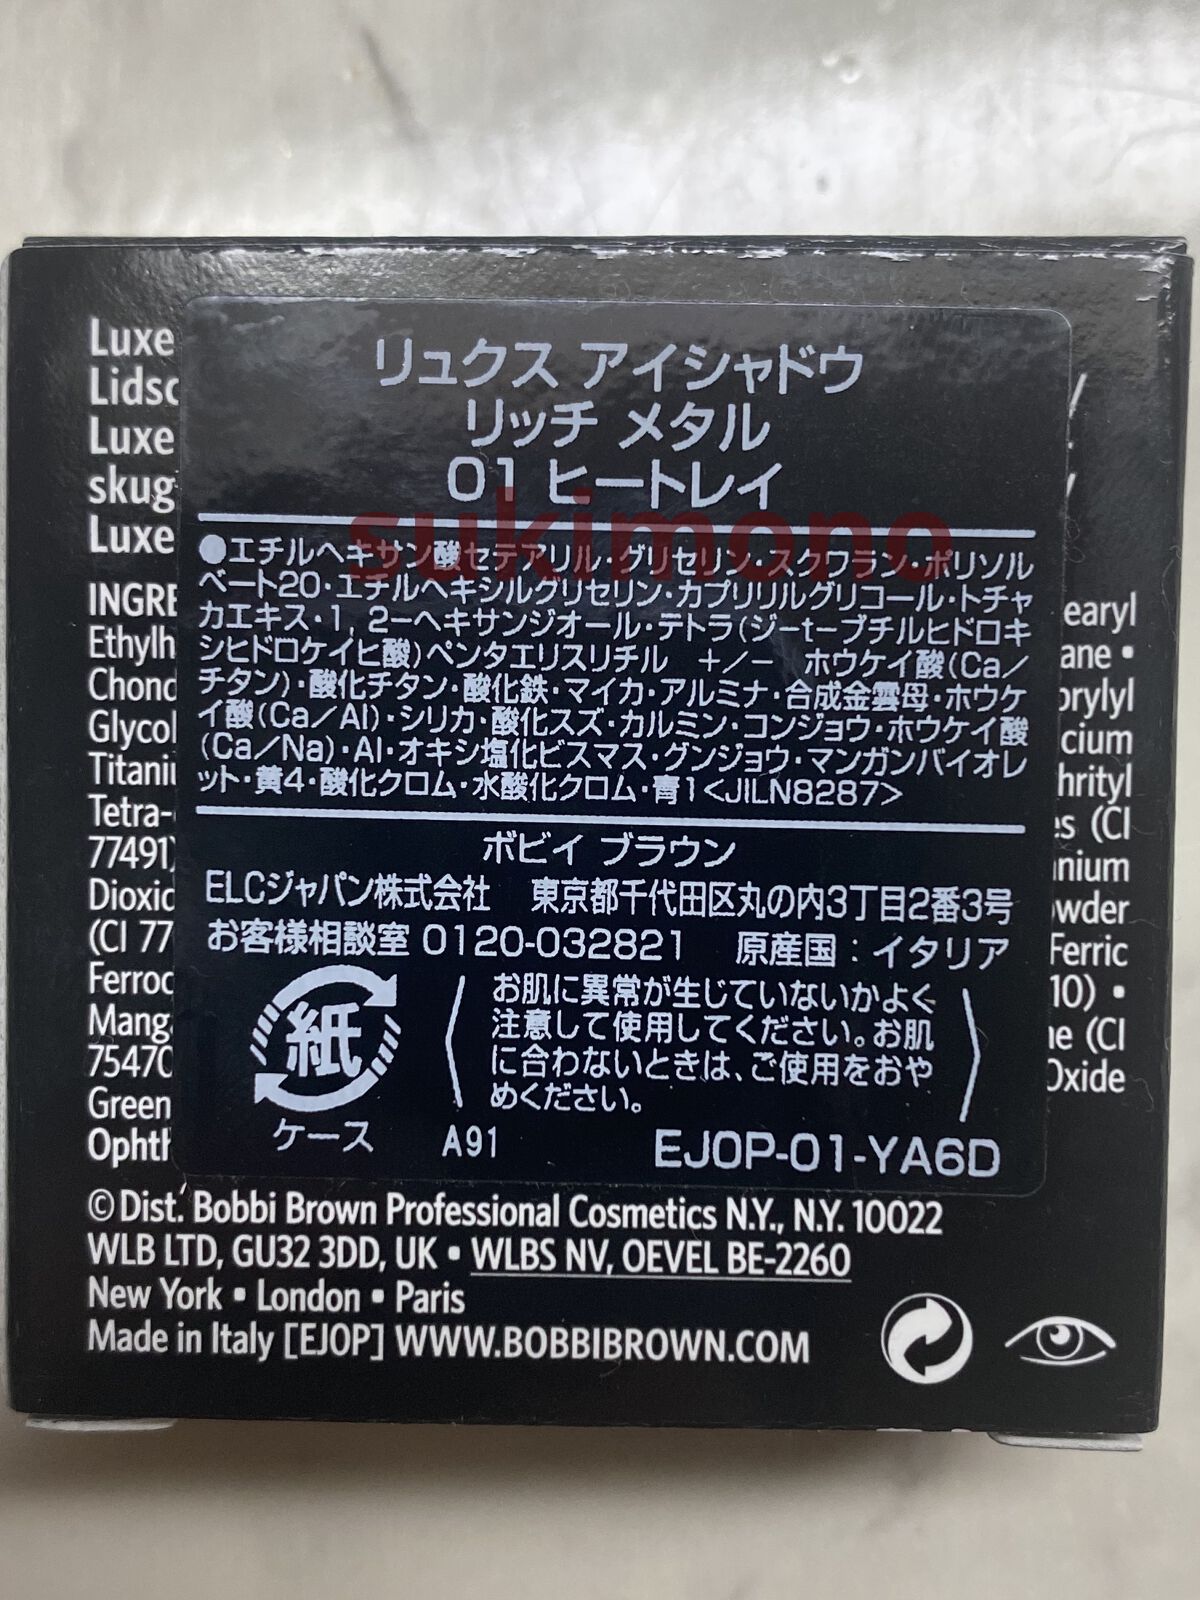 リュクス アイシャドウ
リッチ メタル
01 ヒートレイ
sukimono
●エチルヘキサン酸セテアリル・グリセリン・スクワラン・ポリソル
ベート20・エチルヘキシルグリセリン・カプリリルグリコール・トチャ
カエキス・1, 2−ヘキサンジオール・テトラ(ジーt−ブチルヒドロキ
シヒドロケイヒ酸)ペンタエリスリチル +/− ホウケイ酸(Ca/
チタン)・酸化チタン・酸化鉄・マイカ・アルミナ・合成金雲母・ホウケ
イ酸(Ca/Al)・シリカ・酸化スズ・カルミン・コンジョウ・ホウケイ酸
(Ca/Na)・Al・オキシ塩化ビスマス・グンジョウ・マンガンバイオレ
ット・黄4・酸化クロム・水酸化クロム・青1<JILN8287>
ボビイ ブラウン
ELCジャパン株式会社 東京都千代田区丸の内3丁目2番3号
お客様相談室 0120-032821 原産国：イタリア
お肌に異常が生じていないかよく
注意して使用してください。お肌
に合わないときは、ご使用をおや
めください。
紙
ケース A91 EJ0P-01-YA6D
Luxe
Lidsc
Luxe
skug
Luxe
INGRE
Ethylh
Chond
Glycol
Titaniu
Tetra-
77491)
Dioxid
(CI 77
Ferroc
Manga
75470
Green
Ophth
earyl
ane •
prylyl
cium
hrityl
es (CI
nium
owder
Ferric
10) •
ne (CI
Oxide
© Dist. Bobbi Brown Professional Cosmetics N.Y., N.Y. 10022
WLB LTD, GU32 3DD, UK • WLBS NV, OEVEL BE-2260
New York • London • Paris
Made in Italy [EJ0P] WWW.BOBBIBROWN.COM